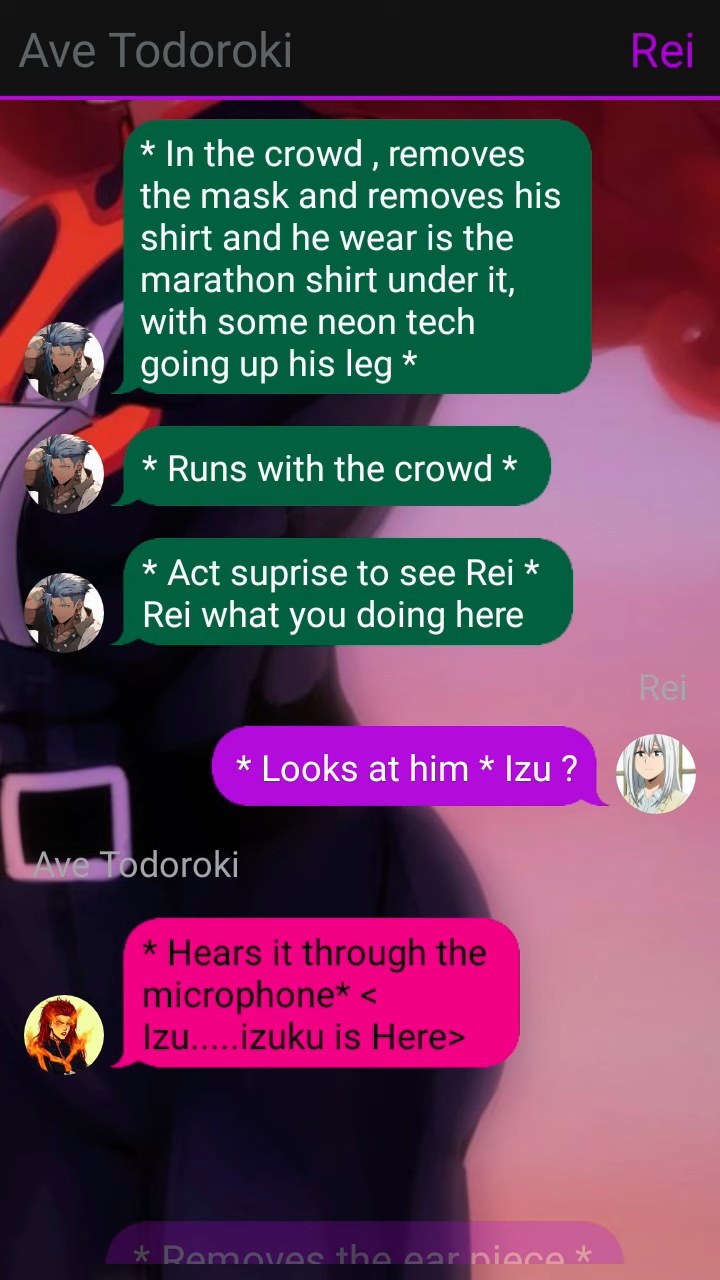 Ave Todoroki Rei
* In the crowd , removes
the mask and removes his
shirt and he wear is the
marathon shirt under it,
with some neon tech
going up his leg *
* Runs with the crowd *
* Act suprise to see Rei *
Rei what you doing here
Rei
* Looks at him * Izu ?
Ave Todoroki
* Hears it through the
microphone* <
Izu.....izuku is Here>
* Removes the ear piece *